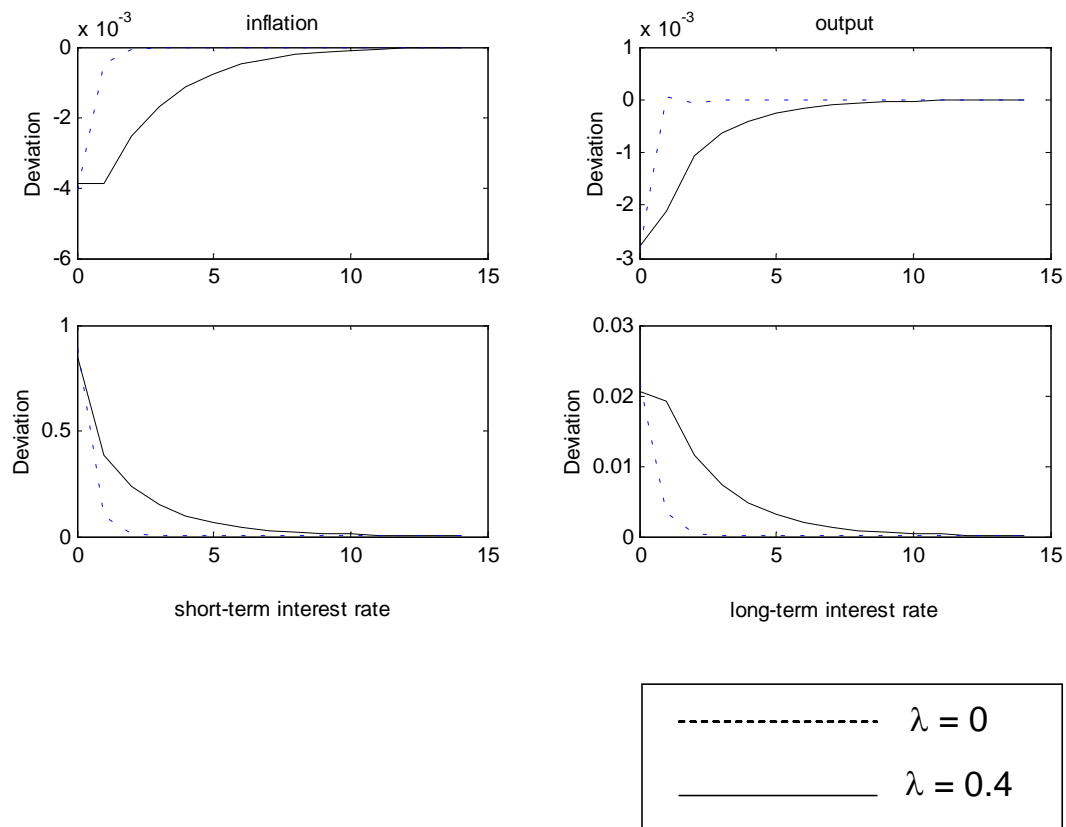 x 10⁻³
inflation
0
-2
-4
-6
Deviation
0
5
10
15
x 10⁻³
output
1
0
-1
-2
-3
Deviation
0
5
10
15
1
0.5
0
Deviation
0
5
10
15
short-term interest rate
0.03
0.02
0.01
0
Deviation
0
5
10
15
long-term interest rate
λ = 0
λ = 0.4